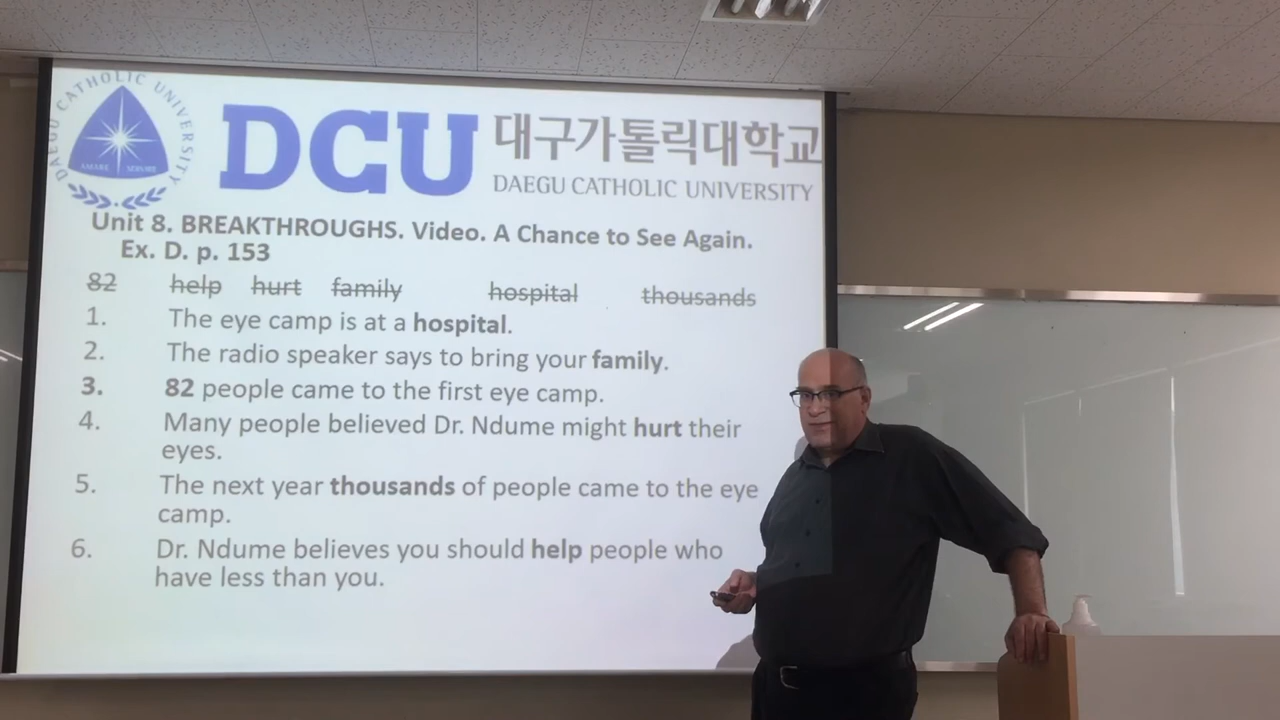 DAEGU CATHOLIC UNIVERSITY
DCU
대구가톨릭대학교
DAEGU CATHOLIC UNIVERSITY
Unit 8. BREAKTHROUGHS. Video. A Chance to See Again.
Ex. D. p. 153
82 help hurt family hospital thousands
1. The eye camp is at a hospital.
2. The radio speaker says to bring your family.
3. 82 people came to the first eye camp.
4. Many people believed Dr. Ndume might hurt their
eyes.
5. The next year thousands of people came to the eye
camp.
6. Dr. Ndume believes you should help people who
have less than you.